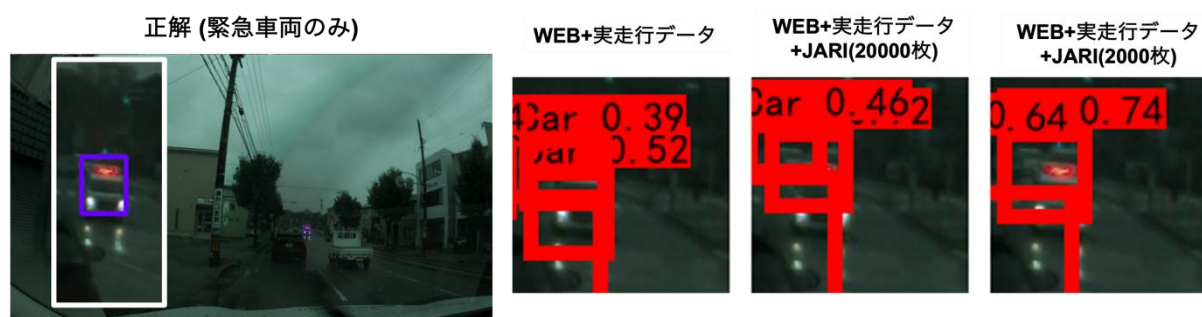 正解 (緊急車両のみ)
WEB+実走行データ
WEB+実走行データ
+JARI(20000枚)
WEB+実走行データ
+JARI(2000枚)
Car 0.39
0.52
Car 0.46
0.64 0.74